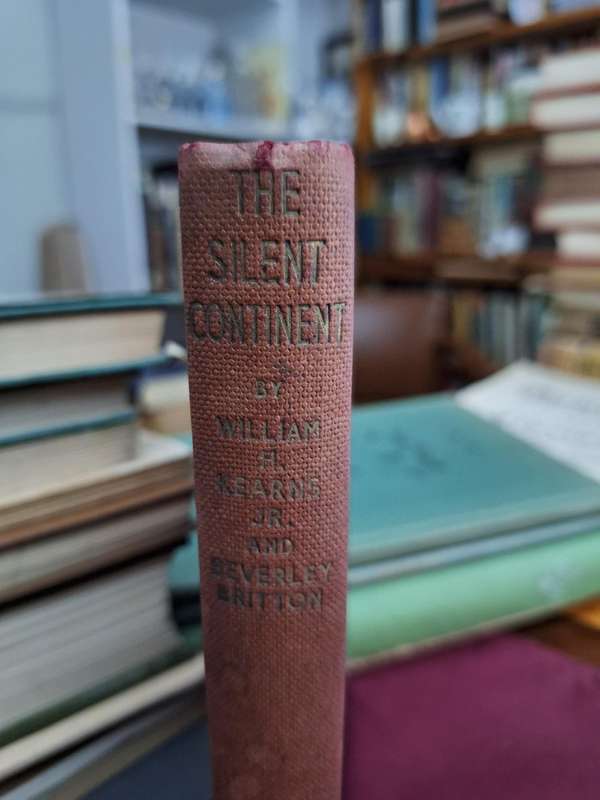 THE
SILENT
CONTINENT
BY
WILLIAM
H.
KEARNS
JR.
AND
BEVERLEY
BRITTON